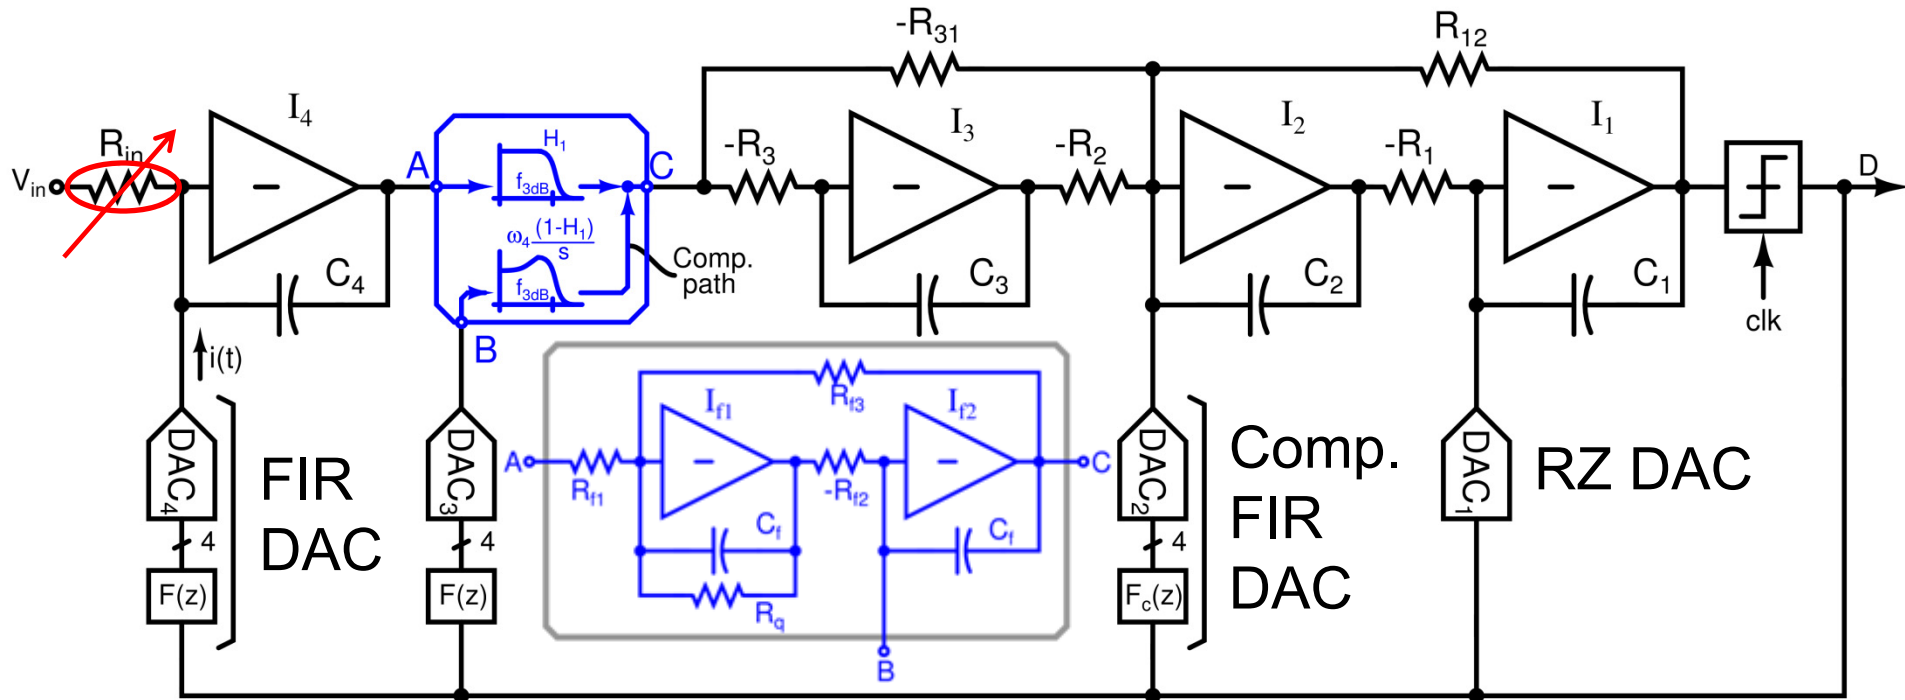 -R31
R12
I4
I3
I2
I1
Rin
Vin
A
H1
f3dB
C
-R3
-R2
-R1
D
ω4 (1-H1)
s
f3dB
Comp.
path
C4
C3
C2
C1
clk
B
i(t)
Rf3
If1
If2
A
Rf1
-Rf2
C
Cf
Cf
Rq
B
DAC4
DAC3
DAC2
DAC1
FIR
DAC
Comp.
FIR
DAC
RZ DAC
4
4
4
F(z)
F(z)
Fc(z)